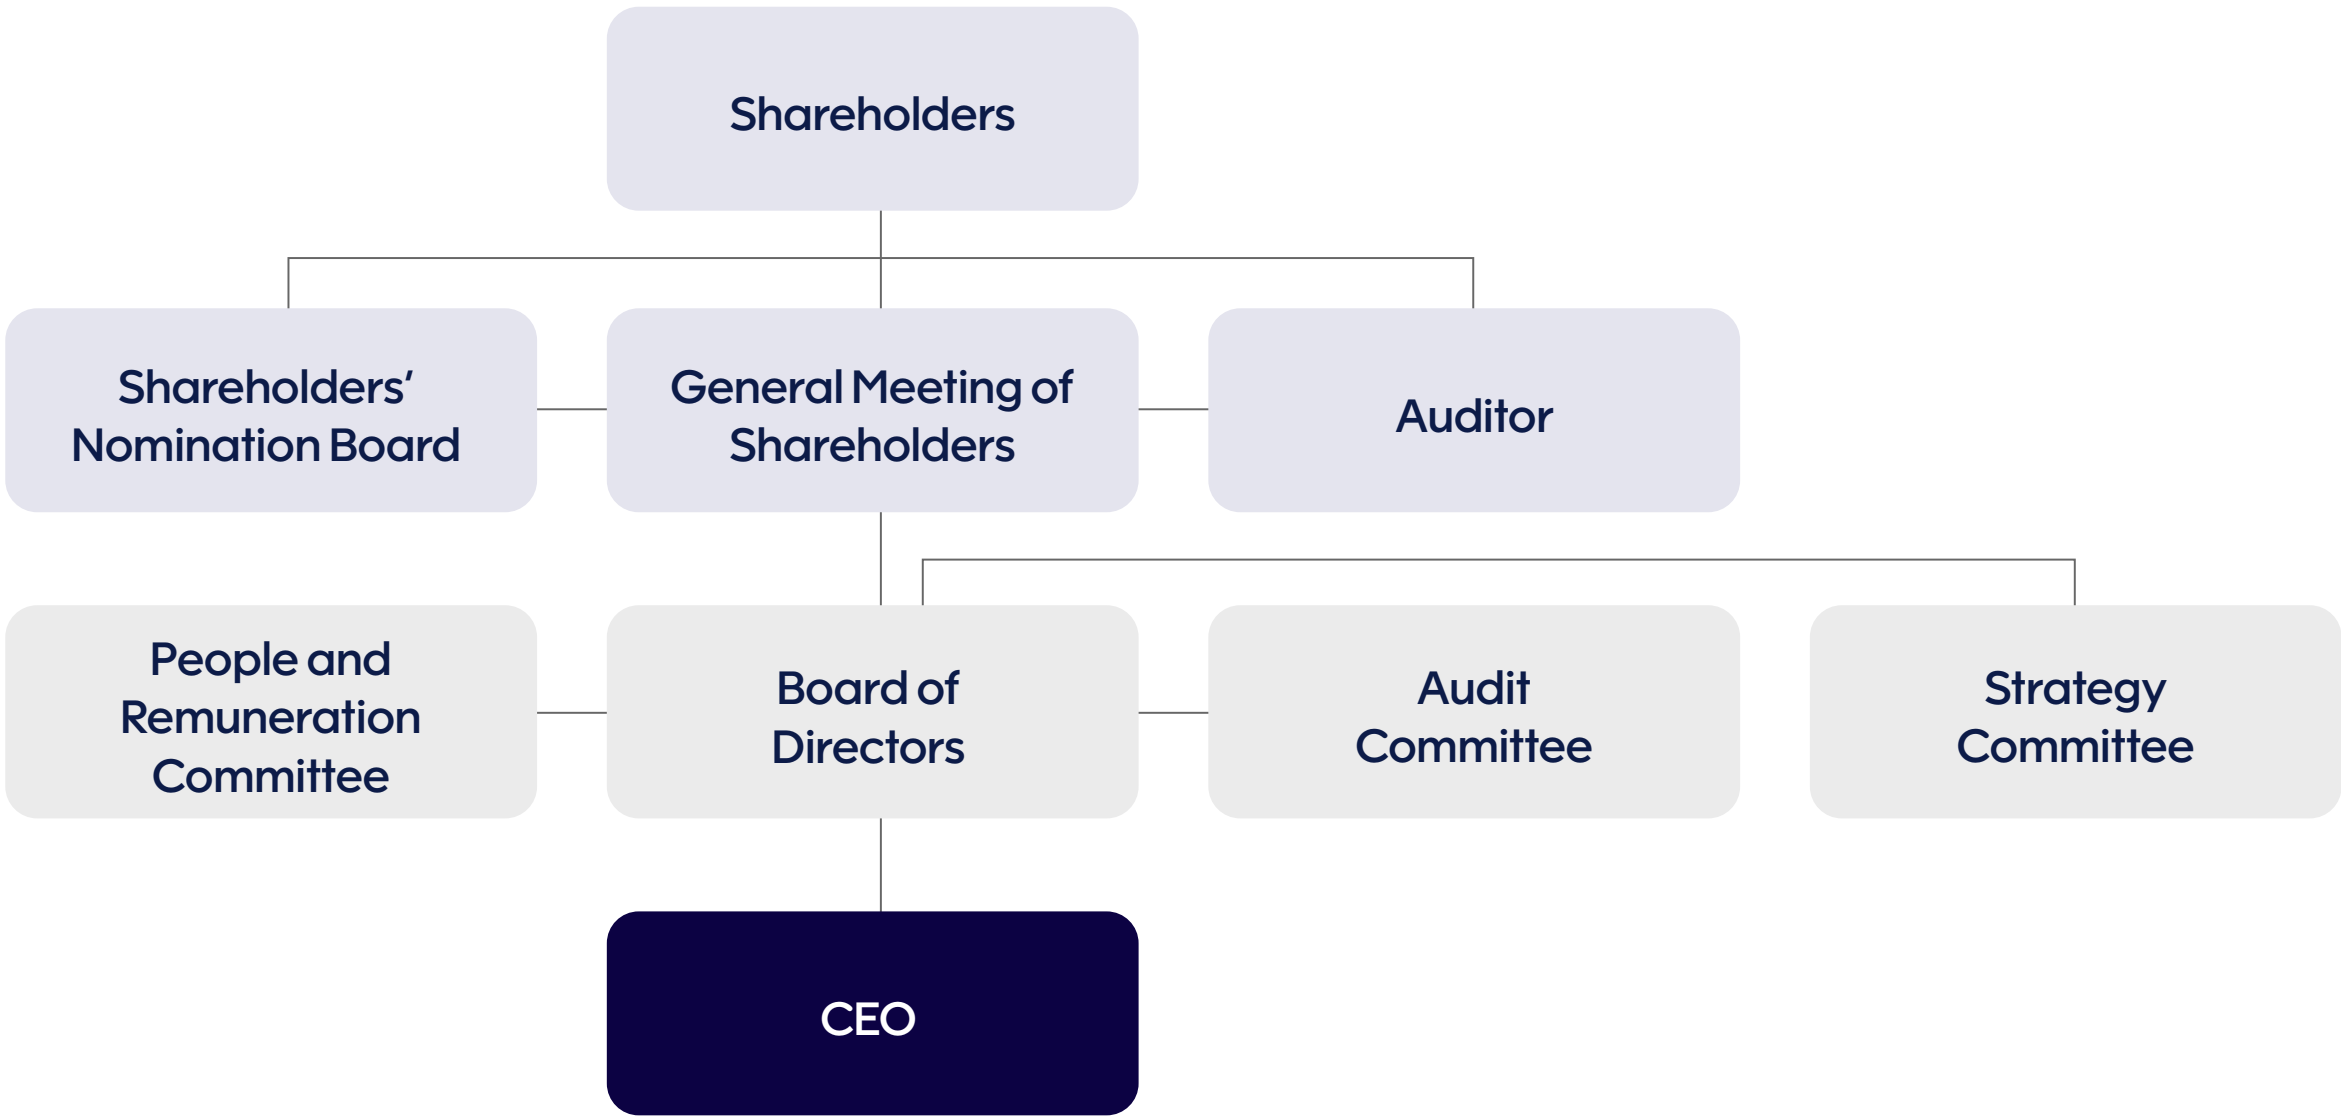 Shareholders
Shareholders‘
Nomination Board
General Meeting of
Shareholders
Auditor
People and
Remuneration
Committee
Board of
Directors
Audit
Committee
Strategy
Committee
CEO